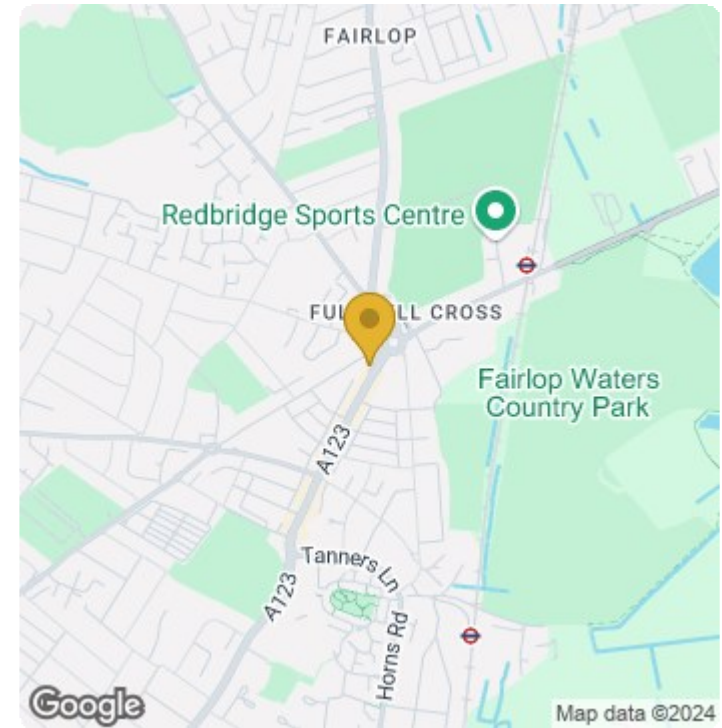 FAIRLOP
Redbridge Sports Centre
FUL LL CROSS
Fairlop Waters
Country Park
A123
Tanners Ln
A123
Horns Rd
Google
Map data ©2024